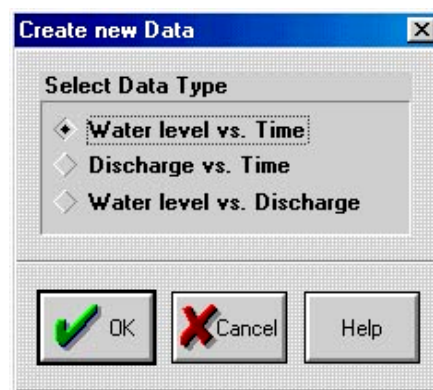 Create new Data
Select Data Type
Water level vs. Time
Discharge vs. Time
Water level vs. Discharge
OK Cancel Help